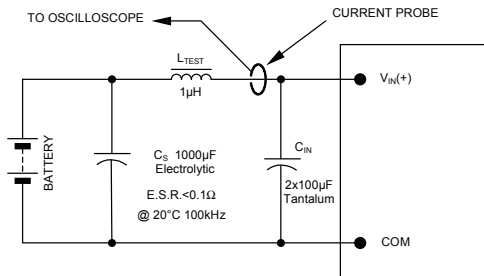 TO OSCILLOSCOPE
CURRENT PROBE
LTEST
1μH
VIN(+)
BATTERY
CS 1000μF
Electrolytic
E.S.R.<0.1Ω
@ 20°C 100kHz
CIN
2x100μF
Tantalum
COM